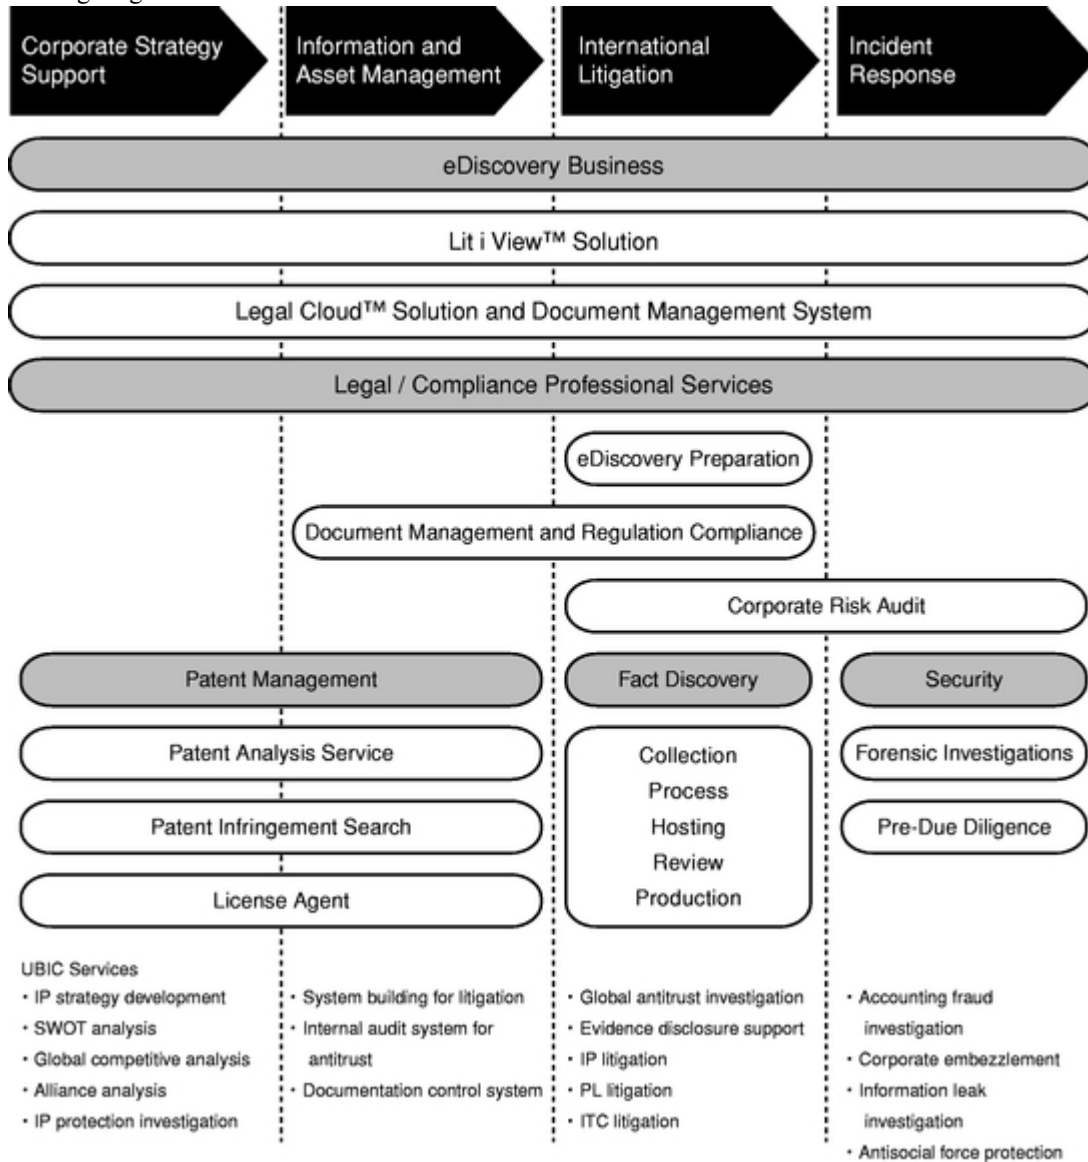 Corporate Strategy
Support
Information and
Asset Management
International
Litigation
Incident
Response
eDiscovery Business
Lit i View™ Solution
Legal Cloud™ Solution and Document Management System
Legal / Compliance Professional Services
eDiscovery Preparation
Document Management and Regulation Compliance
Corporate Risk Audit
Patent Management
Fact Discovery
Security
Patent Analysis Service
Patent Infringement Search
License Agent
Collection
Process
Hosting
Review
Production
Forensic Investigations
Pre-Due Diligence
UBIC Services
· IP strategy development
· SWOT analysis
· Global competitive analysis
· Alliance analysis
· IP protection investigation
· System building for litigation
· Internal audit system for
antitrust
· Documentation control system
· Global antitrust investigation
· Evidence disclosure support
· IP litigation
· PL litigation
· ITC litigation
· Accounting fraud
investigation
· Corporate embezzlement
· Information leak
investigation
· Antisocial force protection